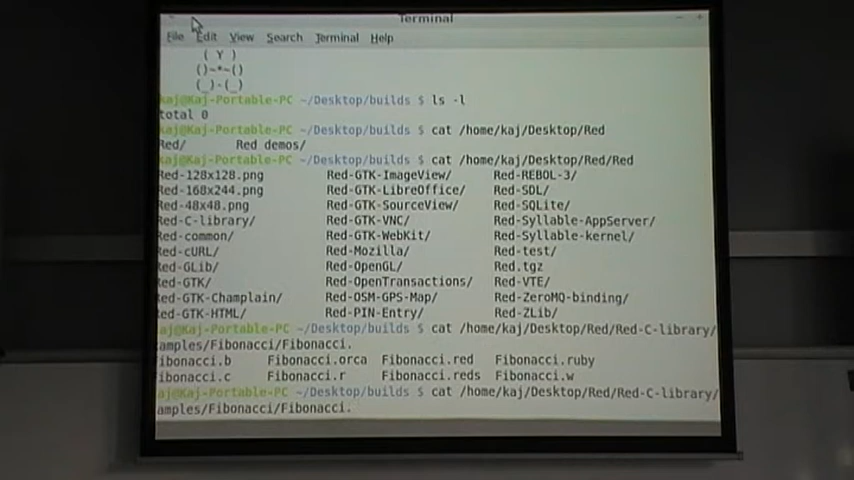 Terminal
File Edit View Search Terminal Help
( Y )
()~*~()
(_)-(_)
kaj@Kaj-Portable-PC ~/Desktop/builds $ ls -l
total 0
kaj@Kaj-Portable-PC ~/Desktop/builds $ cat /home/kaj/Desktop/Red
Red/ Red demos/
kaj@Kaj-Portable-PC ~/Desktop/builds $ cat /home/kaj/Desktop/Red/Red
Red-128x128.png Red-GTK-ImageView/ Red-REBOL-3/
Red-168x244.png Red-GTK-LibreOffice/ Red-SDL/
Red-48x48.png Red-GTK-SourceView/ Red-SQLite/
Red-C-library/ Red-GTK-VNC/ Red-Syllable-AppServer/
Red-common/ Red-GTK-WebKit/ Red-Syllable-kernel/
Red-cURL/ Red-Mozilla/ Red-test/
Red-GLib/ Red-OpenGL/ Red.tgz
Red-GTK/ Red-OpenTransactions/ Red-VTE/
Red-GTK-Champlain/ Red-OSM-GPS-Map/ Red-ZeroMQ-binding/
Red-GTK-HTML/ Red-PIN-Entry/ Red-ZLib/
aj@Kaj-Portable-PC ~/Desktop/builds $ cat /home/kaj/Desktop/Red/Red-C-library/
amples/Fibonacci/Fibonacci.
ibonacci.b Fibonacci.orca Fibonacci.red Fibonacci.ruby
ibonacci.c Fibonacci.r Fibonacci.reds Fibonacci.w
aj@Kaj-Portable-PC ~/Desktop/builds $ cat /home/kaj/Desktop/Red/Red-C-library/
amples/Fibonacci/Fibonacci.